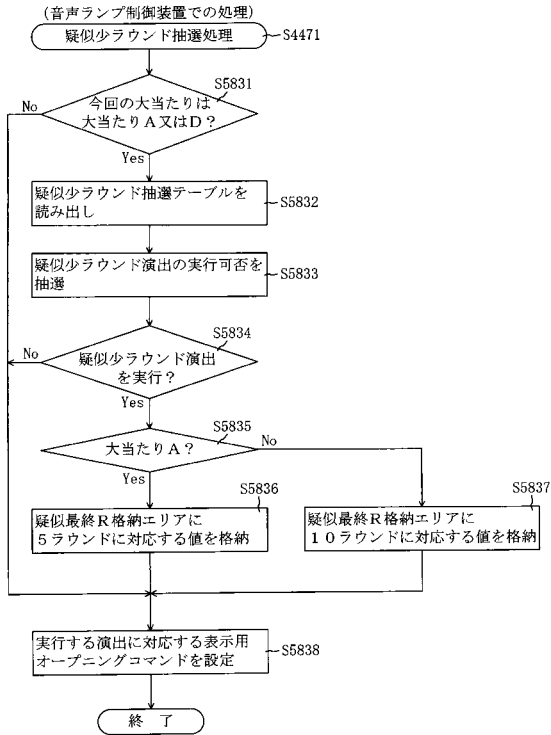 (音声ランプ制御装置での処理)
疑似少ラウンド抽選処理
S4471
S5831
No
今回の大当たりは
大当たりA又はD?
Yes
疑似少ラウンド抽選テーブルを
読み出し
S5832
疑似少ラウンド演出の実行可否を
抽選
S5833
S5834
No
疑似少ラウンド演出
を実行?
Yes
S5835
大当たりA?
No
Yes
S5836
疑似最終R格納エリアに
5ラウンドに対応する値を格納
S5837
疑似最終R格納エリアに
10ラウンドに対応する値を格納
実行する演出に対応する表示用
オープニングコマンドを設定
S5838
終 了